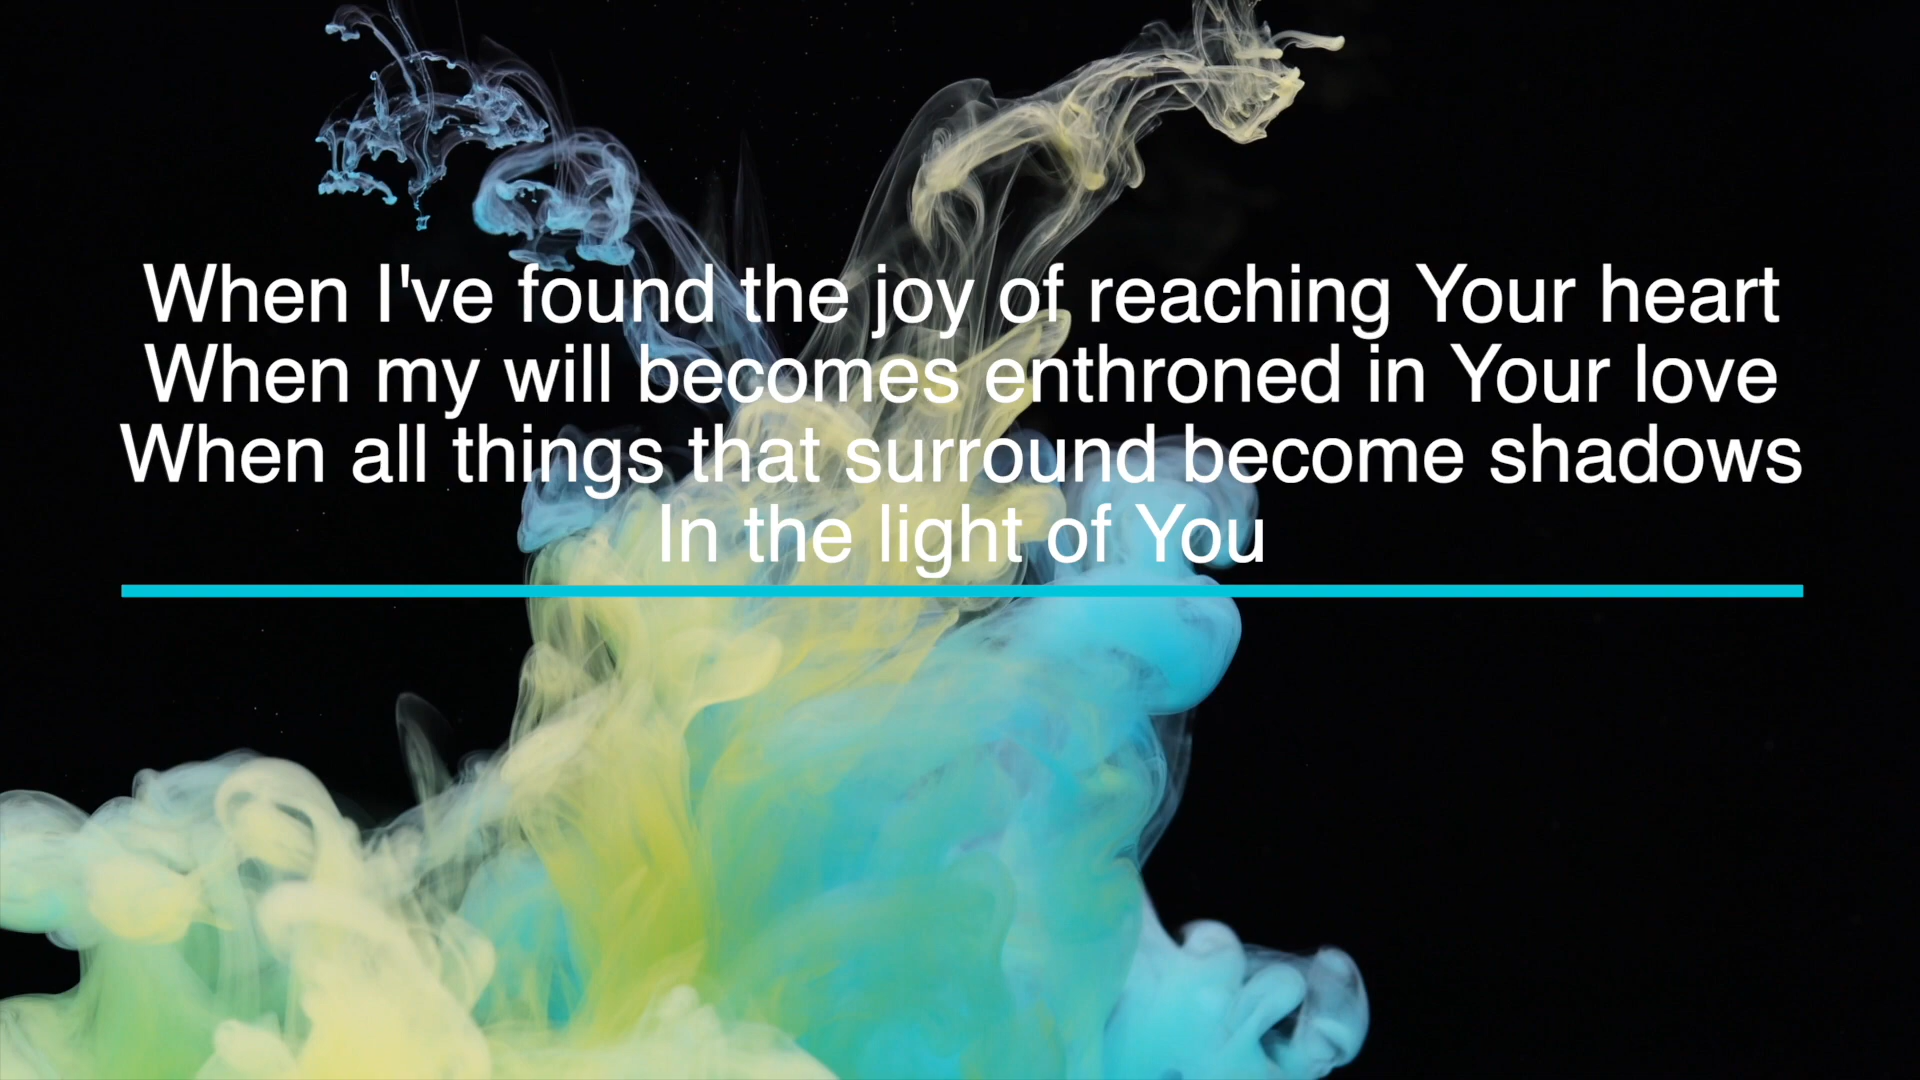 When I've found the joy of reaching Your heart
When my will becomes enthroned in Your love
When all things that surround become shadows
In the light of You